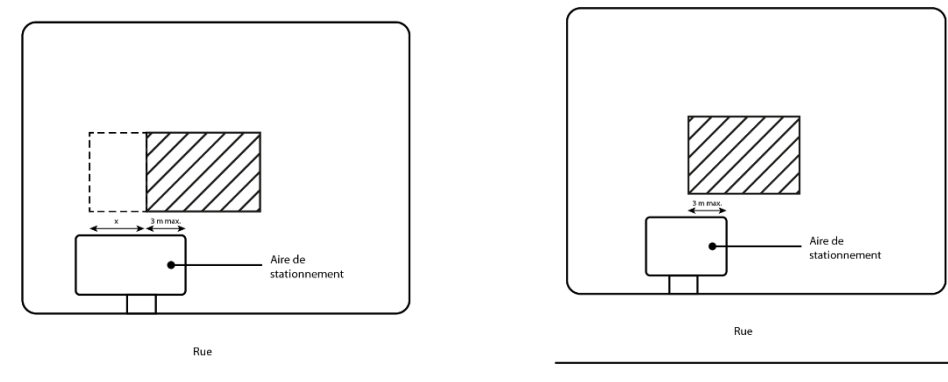 x
3 m max.
Aire de
stationnement
Rue
3 m max.
Aire de
stationnement
Rue